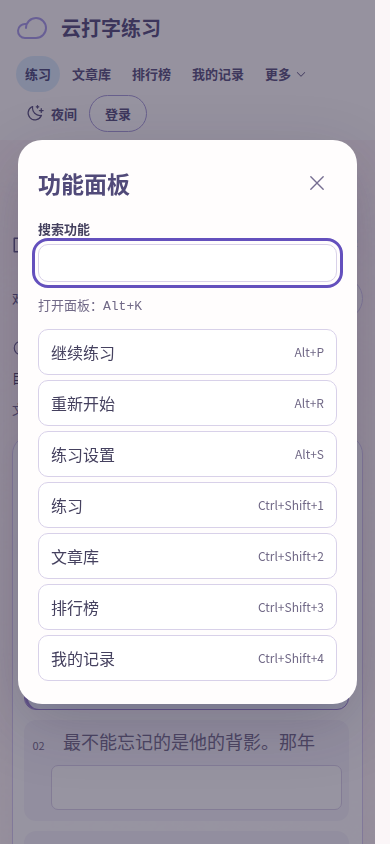 云打字练习
练习 文章库 排行榜 我的记录 更多
夜间 登录
功能面板
搜索功能
打开面板：Alt+K
继续练习 Alt+P
重新开始 Alt+R
练习设置 Alt+S
练习 Ctrl+Shift+1
文章库 Ctrl+Shift+2
排行榜 Ctrl+Shift+3
我的记录 Ctrl+Shift+4
02 最不能忘记的是他的背影。那年